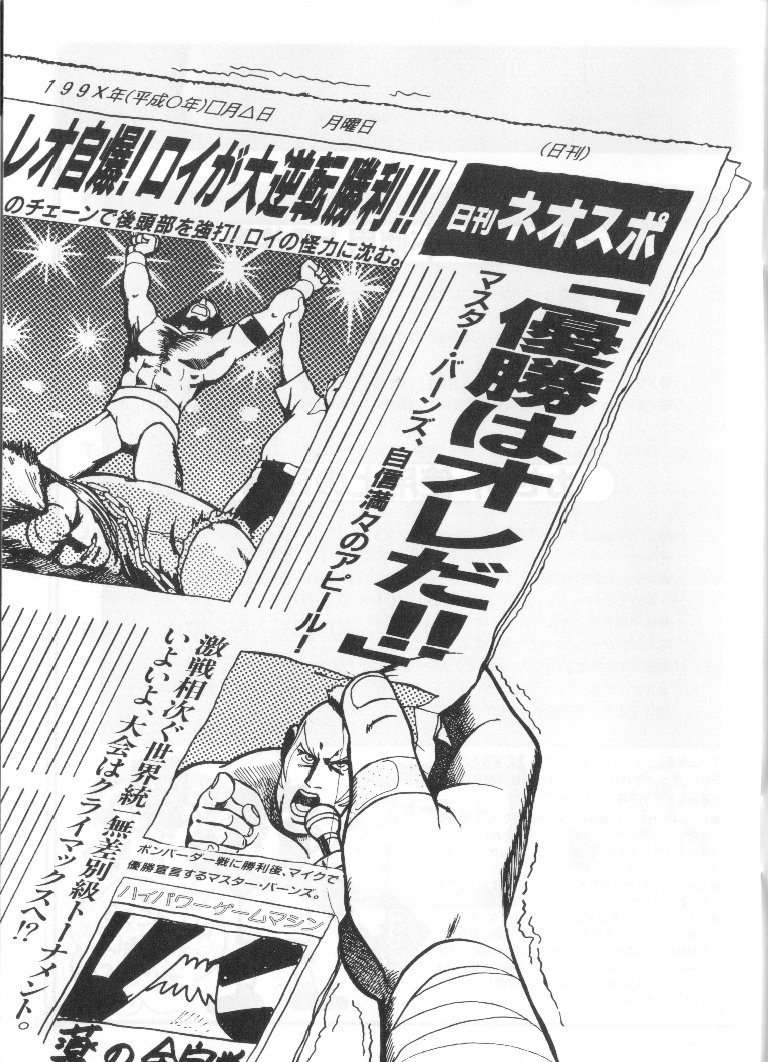 199X年(平成〇年)□月△日
月曜日
(日刊)
レオ自爆!ロイが大逆転勝利!!
のチェーンで後頭部を強打!ロイの怪力に沈む。
日刊ネオスポ
「優勝はオレだ!!」
マスター・バーンズ、自信満々のアピール!
激戦相次ぐ世界統一無差別級トーナメント。
いよいよ、大会はクライマックスへ!?
ボンバーダー戦に勝利後、マイクで
優勝宣言するマスター・バーンズ。
ハイパワーゲームマシン